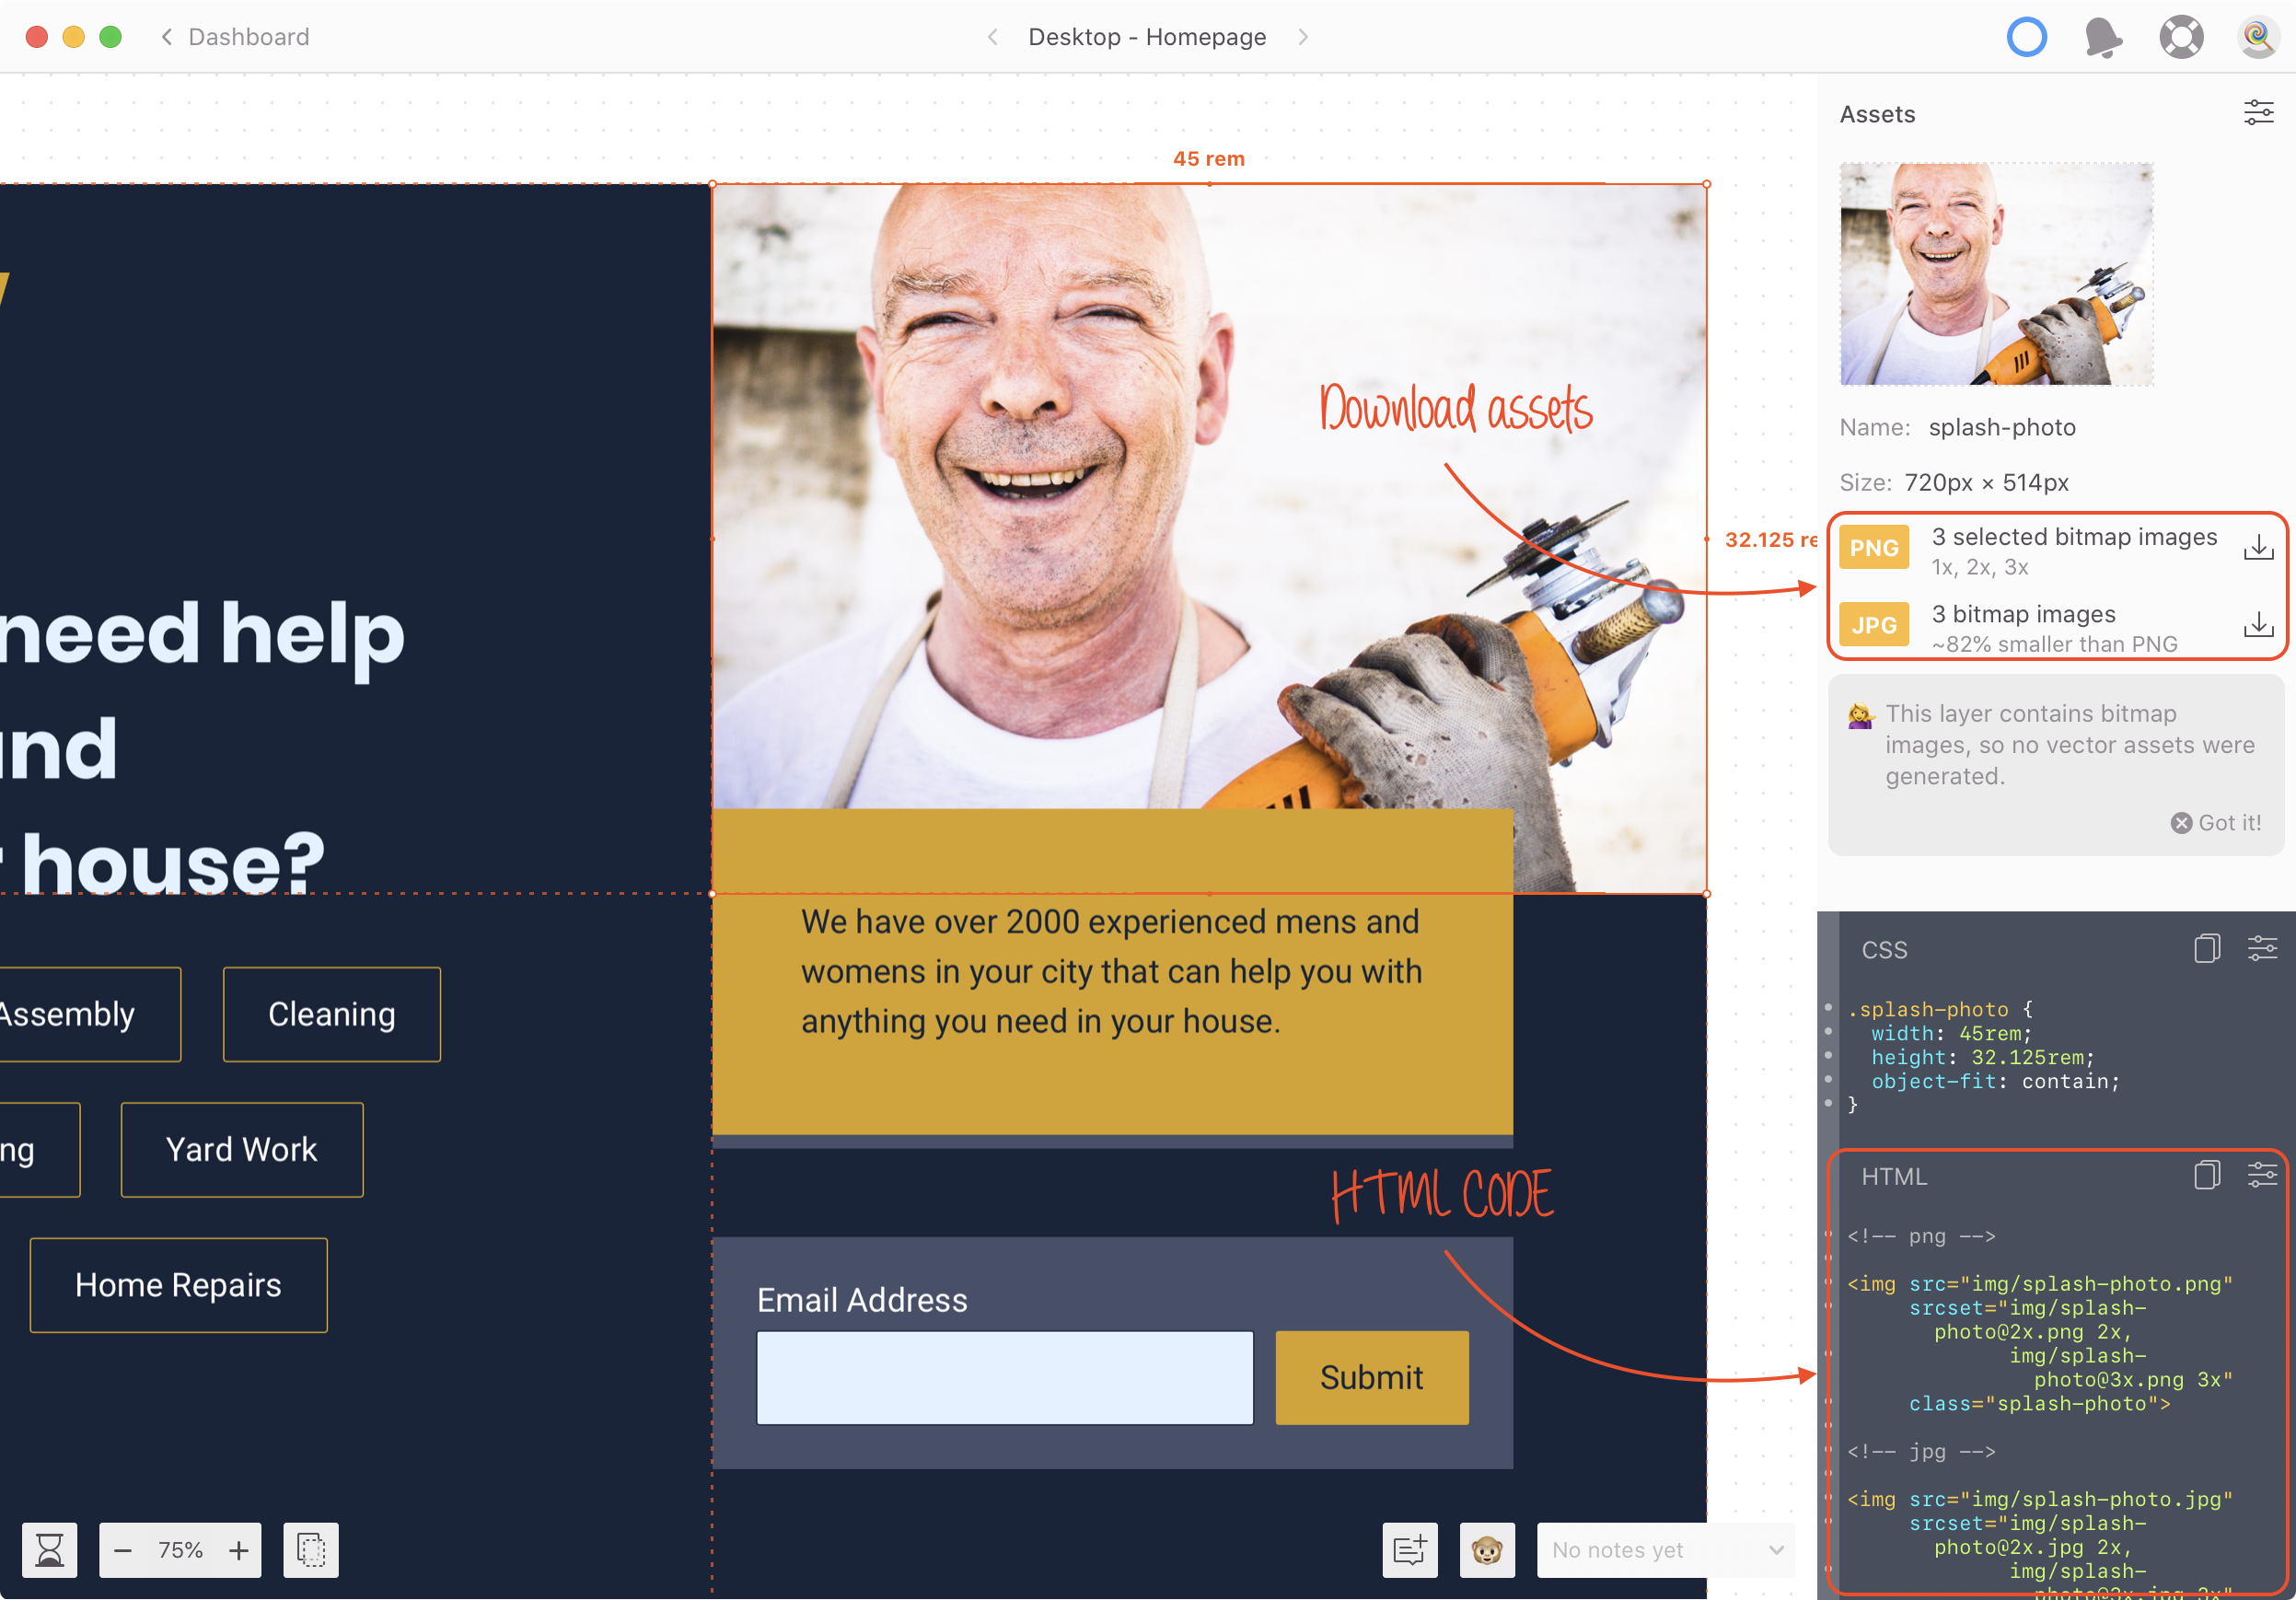 Dashboard
Desktop - Homepage
45 rem
32.125 re
need help
and
house?
Assembly
Cleaning
ng
Yard Work
Home Repairs
Download assets
We have over 2000 experienced mens and
womens in your city that can help you with
anything you need in your house.
HTML CODE
Email Address
Submit
75%
No notes yet
Assets
Name: splash-photo
Size: 720px × 514px
PNG
3 selected bitmap images
1x, 2x, 3x
JPG
3 bitmap images
~82% smaller than PNG
This layer contains bitmap
images, so no vector assets were
generated.
Got it!
CSS
.splash-photo {
width: 45rem;
height: 32.125rem;
object-fit: contain;
}
HTML
<!-- png -->
<img src="img/splash-photo.png"
srcset="img/splash-
photo@2x.png 2x,
img/splash-
photo@3x.png 3x"
class="splash-photo">
<!-- jpg -->
<img src="img/splash-photo.jpg"
srcset="img/splash-
photo@2x.jpg 2x,
img/splash-
photo@3x.jpg 3x"